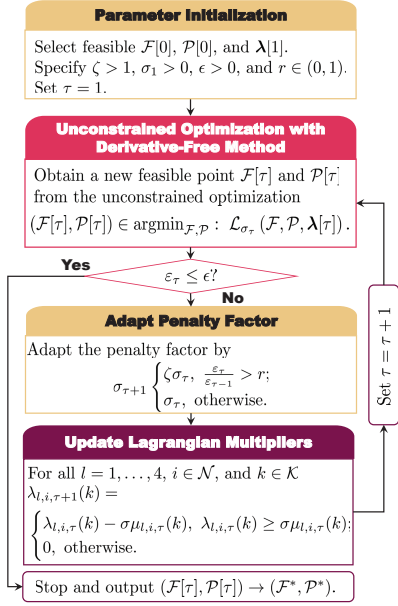 Parameter Initialization
Select feasible ℱ[0], 𝒫[0], and 𝝀[1].
Specify ζ > 1, σ₁ > 0, ϵ > 0, and r ∈ (0, 1).
Set τ = 1.
Unconstrained Optimization with
Derivative-Free Method
Obtain a new feasible point ℱ[τ] and 𝒫[τ]
from the unconstrained optimization
(ℱ[τ], 𝒫[τ]) ∈ argmin_{ℱ,𝒫} : ℒ_{σ_τ} (ℱ, 𝒫, 𝝀[τ]) .
Yes
ε_τ ≤ ϵ?
No
Adapt Penalty Factor
Adapt the penalty factor by
σ_{τ+1} { ζσ_τ, ε_τ/ε_{τ−1} > r;
σ_τ, otherwise.
Set τ = τ + 1
Update Lagrangian Multipliers
For all l = 1, . . . , 4, i ∈ 𝒩, and k ∈ 𝒦
λ_{l,i,τ+1}(k) =
{ λ_{l,i,τ}(k) − σμ_{l,i,τ}(k), λ_{l,i,τ}(k) ≥ σμ_{l,i,τ}(k);
0, otherwise.
Stop and output (ℱ[τ], 𝒫[τ]) → (ℱ*, 𝒫*).